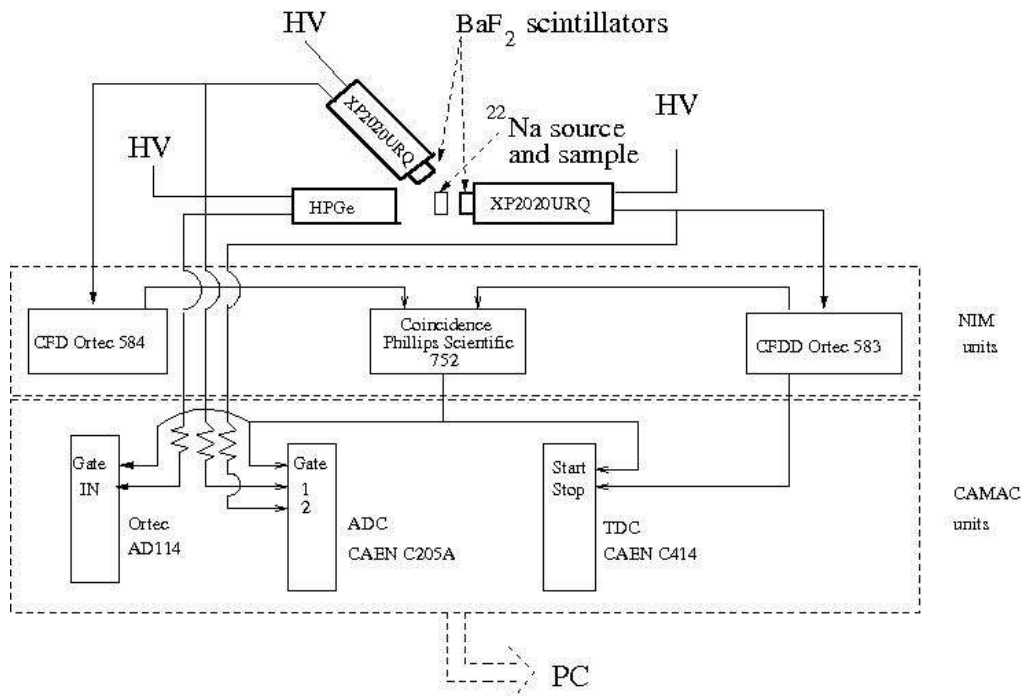 HV
BaF2 scintillators
XP2020URQ
HV
22Na source
and sample
HV
HPGe
XP2020URQ
CFD Ortec 584
Coincidence
Phillips Scientific
752
CFDD Ortec 583
NIM
units
Gate
IN
Ortec
AD114
Gate
1
2
ADC
CAEN C205A
Start
Stop
TDC
CAEN C414
CAMAC
units
PC